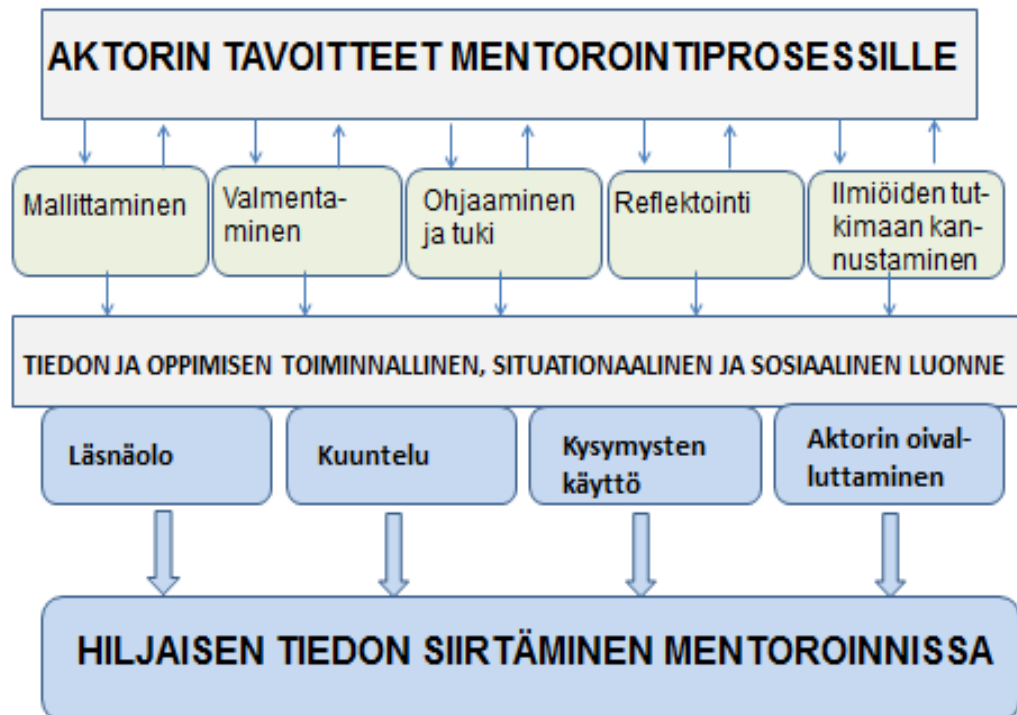 AKTORIN TAVOITTEET MENTOROINTIPROSESSILLE
Mallittaminen
Valmenta-
minen
Ohjaaminen
ja tuki
Reflektointi
Ilmiöiden tut-
kimaan kan-
nustaminen
TIEDON JA OPPIMISEN TOIMINNALLINEN, SITUATIONAALINEN JA SOSIAALINEN LUONNE
Läsnäolo
Kuuntelu
Kysymysten
käyttö
Aktorin oival-
luttaminen
HILJAISEN TIEDON SIIRTÄMINEN MENTOROINNISSA